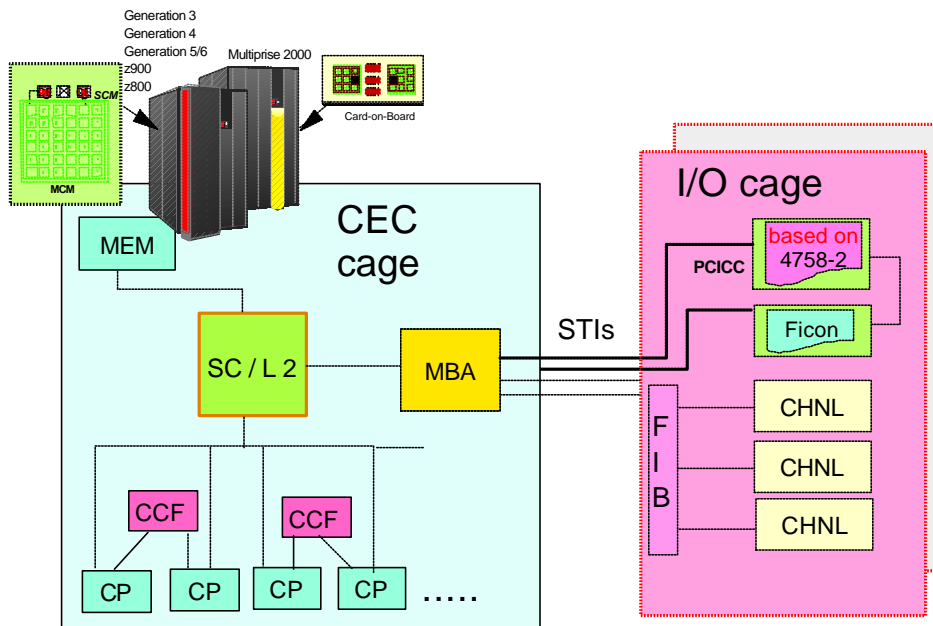 Generation 3
Generation 4
Generation 5/6
z900
z800
Multiprise 2000
SCM
MCM
Card-on-Board
CEC
cage
MEM
SC / L 2
MBA
STIs
CCF
CCF
CP
CP
CP
CP
.....
I/O cage
PCICC
based on
4758-2
Ficon
F
I
B
CHNL
CHNL
CHNL